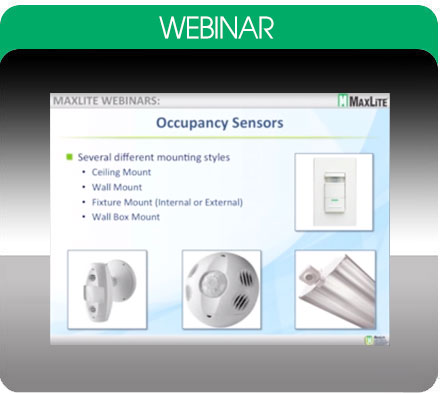 WEBINAR
MAXLITE WEBINARS:
MAXLITE
Occupancy Sensors
Several different mounting styles
• Ceiling Mount
• Wall Mount
• Fixture Mount (Internal or External)
• Wall Box Mount